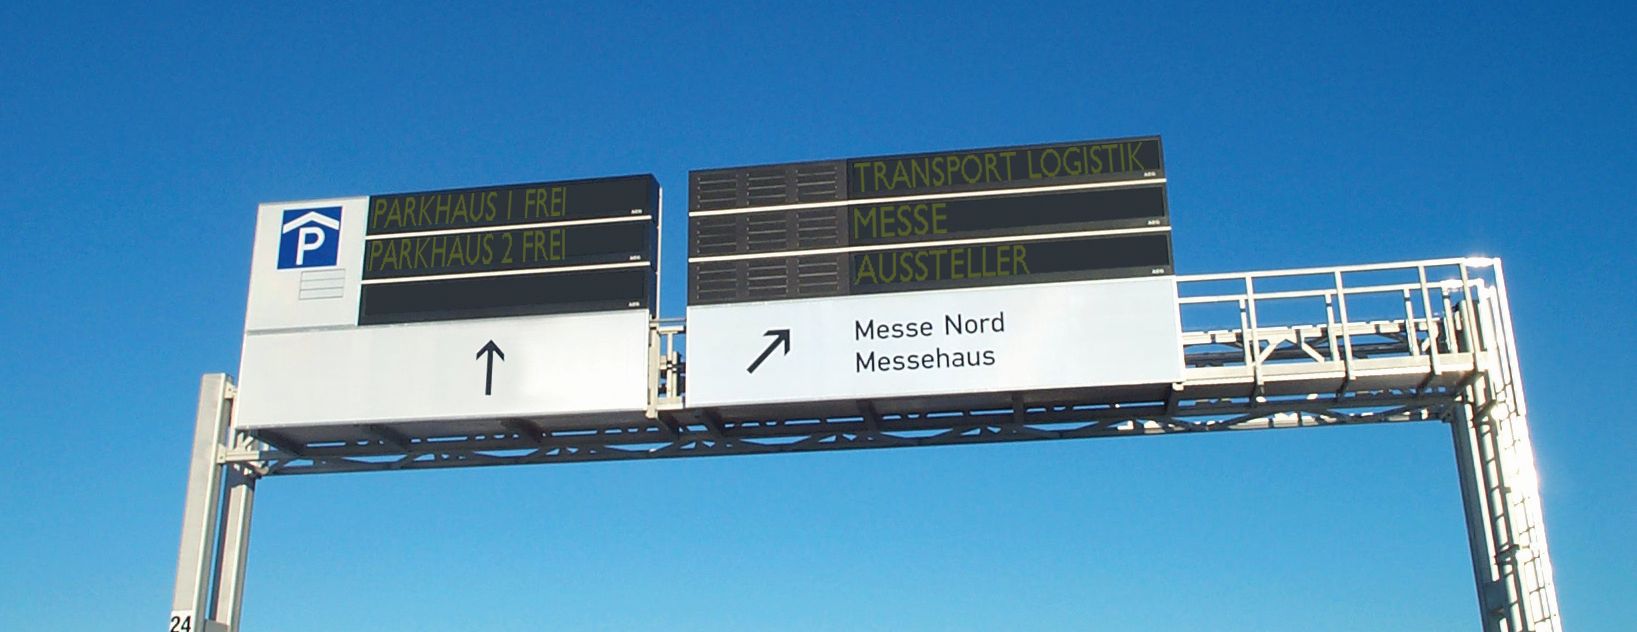 P
PARKHAUS 1 FREI
PARKHAUS 2 FREI
TRANSPORT LOGISTIK
MESSE
AUSSTELLER
Messe Nord
Messehaus
24